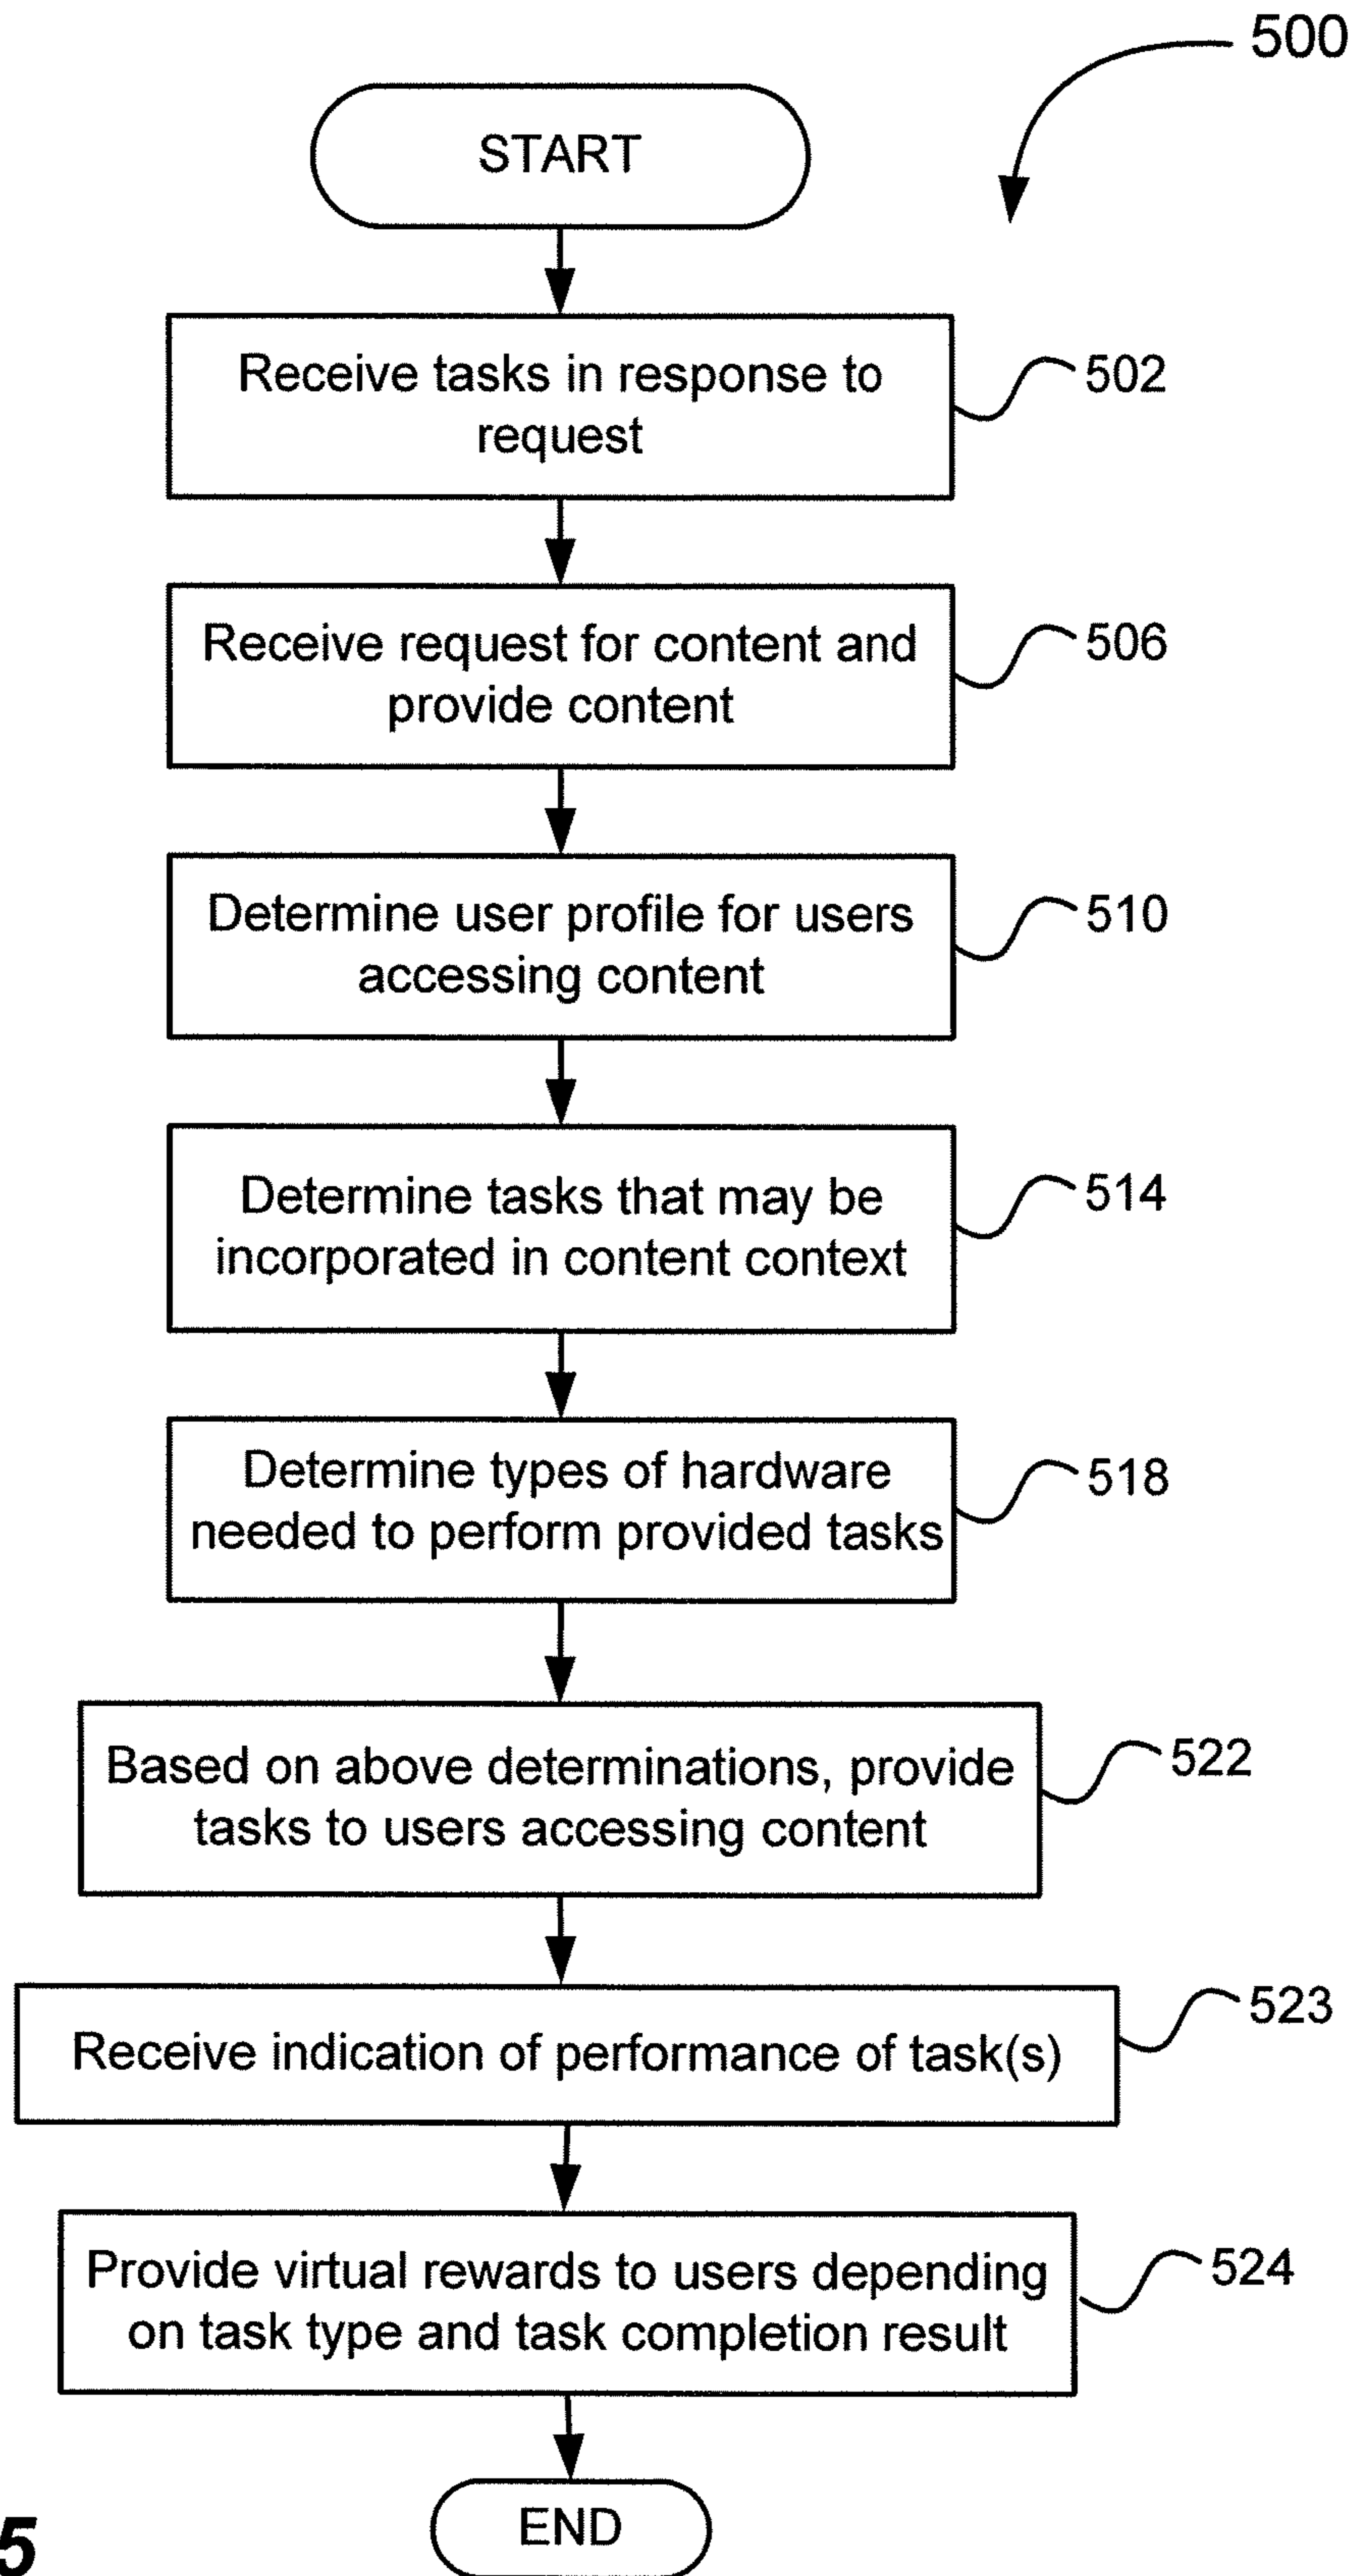 500
START
Receive tasks in response to
request
502
Receive request for content and
provide content
506
Determine user profile for users
accessing content
510
Determine tasks that may be
incorporated in content context
514
Determine types of hardware
needed to perform provided tasks
518
Based on above determinations, provide
tasks to users accessing content
522
Receive indication of performance of task(s)
523
Provide virtual rewards to users depending
on task type and task completion result
524
END
5